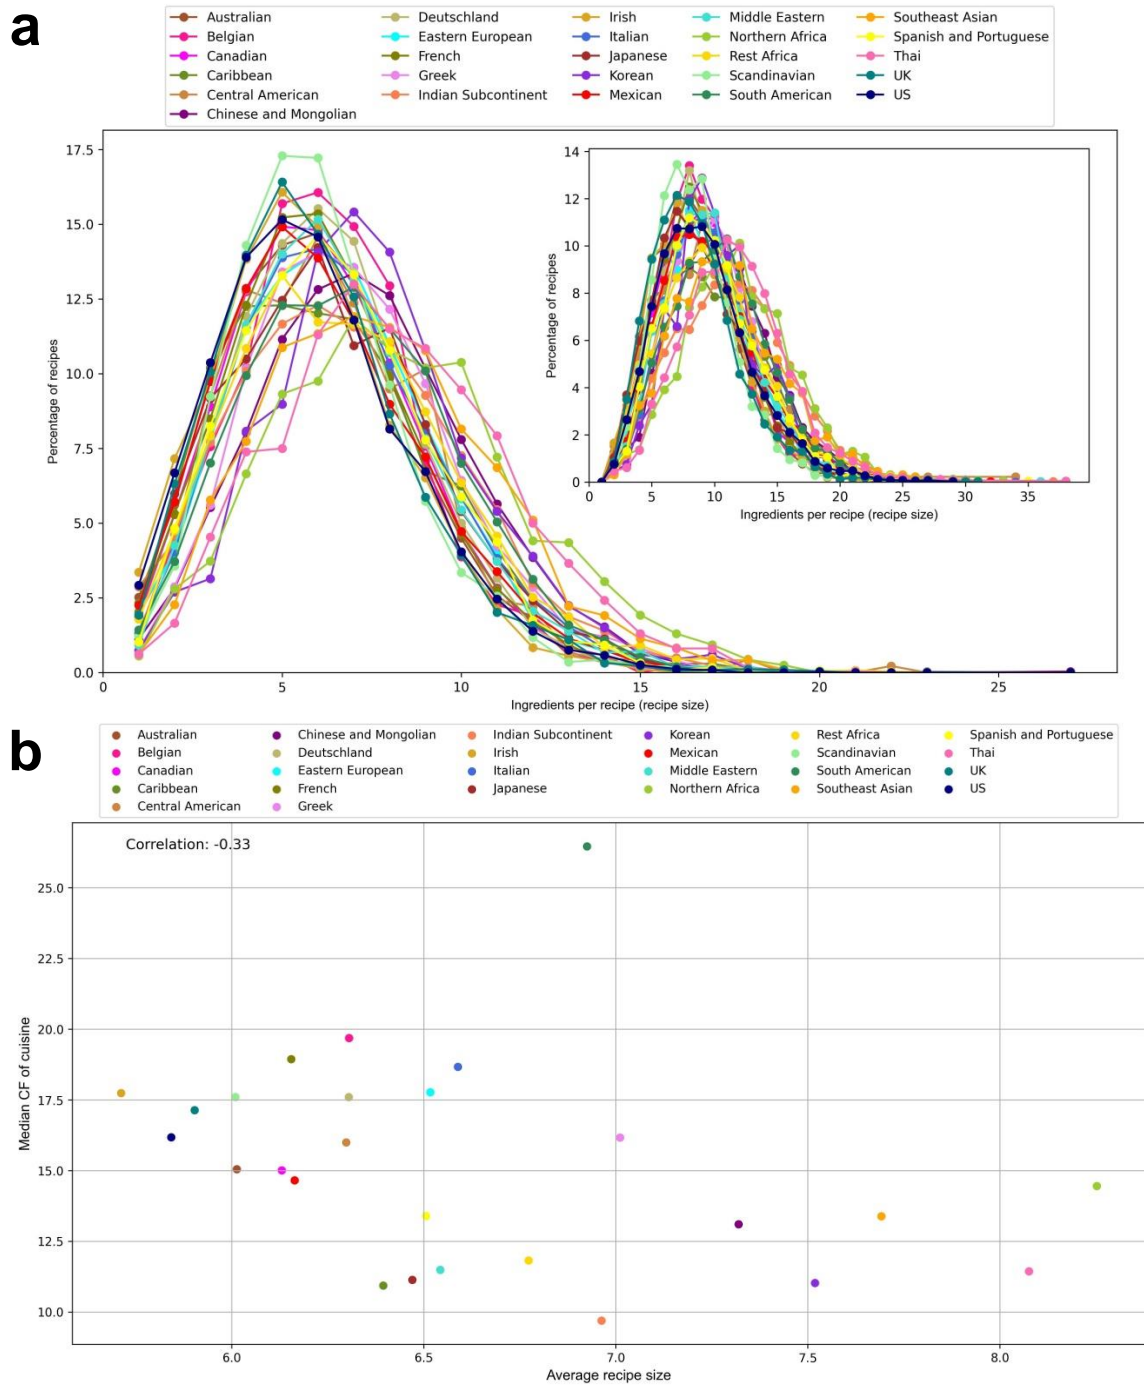 a
Australian Deutschland Irish Middle Eastern Southeast Asian
Belgian Eastern European Italian Northern Africa Spanish and Portuguese
Canadian French Japanese Rest Africa Thai
Caribbean Greek Korean Scandinavian UK
Central American Indian Subcontinent Mexican South American US
Chinese and Mongolian
17.5
15.0
12.5
10.0
7.5
5.0
2.5
0.0
Percentage of recipes
0 5 10 15 20 25
Ingredients per recipe (recipe size)
14
12
10
8
6
4
2
0
Percentage of recipes
0 5 10 15 20 25 30 35
Ingredients per recipe (recipe size)
b
Australian Chinese and Mongolian Indian Subcontinent Korean Rest Africa Spanish and Portuguese
Belgian Deutschland Irish Mexican Scandinavian Thai
Canadian Eastern European Italian Middle Eastern South American UK
Caribbean French Japanese Northern Africa Southeast Asian US
Central American Greek
Correlation: -0.33
25.0
22.5
20.0
17.5
15.0
12.5
10.0
Median CF of cuisine
6.0 6.5 7.0 7.5 8.0
Average recipe size